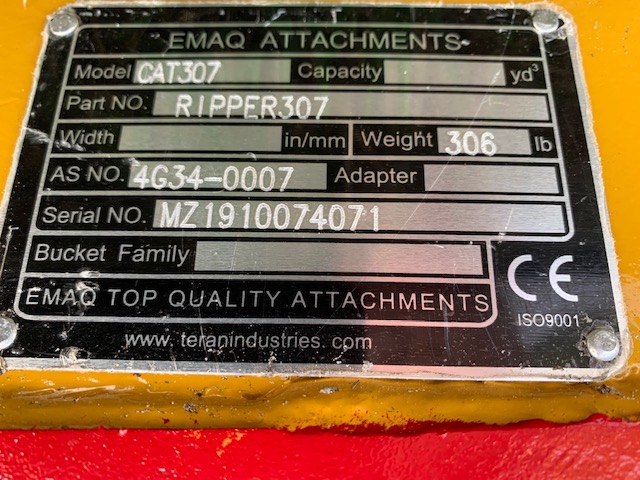 EMAQ ATTACHMENTS
Model CAT307 Capacity yd³
Part NO. RIPPER307
Width in/mm Weight 306 lb
AS NO. 4G34-0007 Adapter
Serial NO. MZ1910074071
Bucket Family
CE
EMAQ TOP QUALITY ATTACHMENTS
ISO9001
www.teranindustries.com